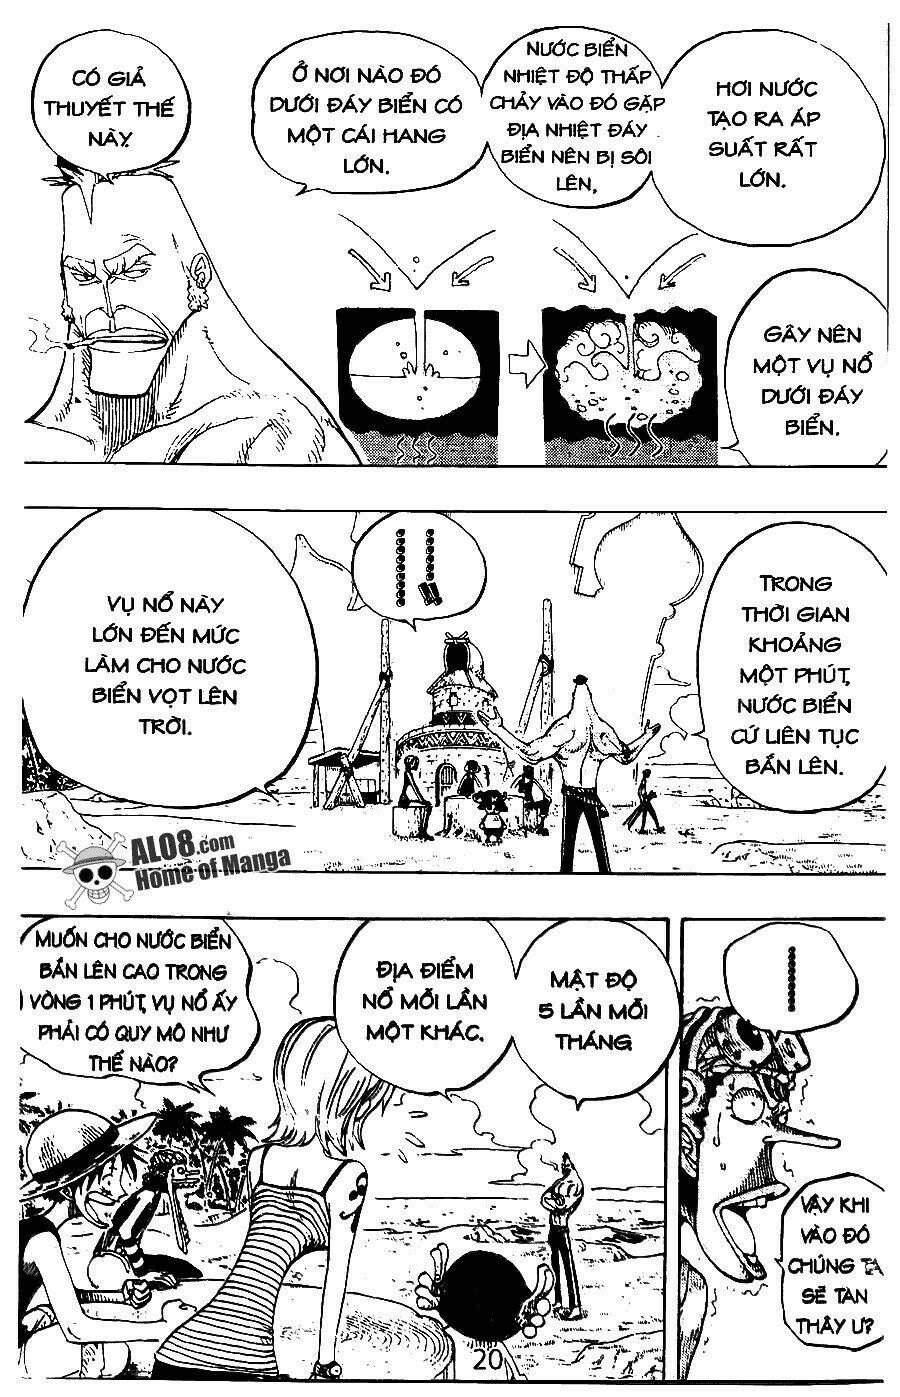 CÓ GIẢ
THUYẾT THẾ
NÀY.
Ở NƠI NÀO ĐÓ
DƯỚI ĐÁY BIỂN CÓ
MỘT CÁI HANG
LỚN.
NƯỚC BIỂN
NHIỆT ĐỘ THẤP
CHẢY VÀO ĐÓ GẶP
ĐỊA NHIỆT ĐÁY
BIỂN NÊN BỊ SÔI
LÊN,
HƠI NƯỚC
TẠO RA ÁP
SUẤT RẤT
LỚN.
GÂY NÊN
MỘT VỤ NỔ
DƯỚI ĐÁY
BIỂN.
VỤ NỔ NÀY
LỚN ĐẾN MỨC
LÀM CHO NƯỚC
BIỂN VỌT LÊN
TRỜI.
TRONG
THỜI GIAN
KHOẢNG
MỘT PHÚT,
NƯỚC BIỂN
CỨ LIÊN TỤC
BẮN LÊN.
AL08.com
Home of Manga
MUỐN CHO NƯỚC BIỂN
BẮN LÊN CAO TRONG
VÒNG 1 PHÚT, VỤ NỔ ẤY
PHẢI CÓ QUY MÔ NHƯ
THẾ NÀO?
ĐỊA ĐIỂM
NỔ MỖI LẦN
MỘT KHÁC.
MẬT ĐỘ
5 LẦN MỖI
THÁNG.
VẬY KHI
VÀO ĐÓ
CHÚNG TA
SẼ TAN
THÂY Ư?
20